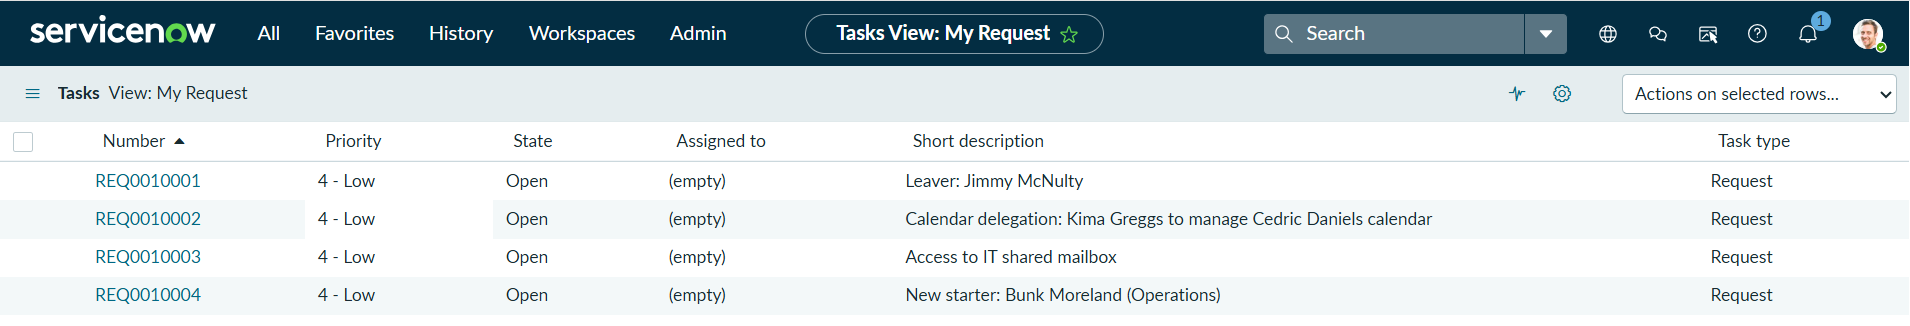 servicenow All Favorites History Workspaces Admin Tasks View: My Request Search 1
Tasks View: My Request Actions on selected rows...
Number Priority State Assigned to Short description Task type
REQ0010001 4 - Low Open (empty) Leaver: Jimmy McNulty Request
REQ0010002 4 - Low Open (empty) Calendar delegation: Kima Greggs to manage Cedric Daniels calendar Request
REQ0010003 4 - Low Open (empty) Access to IT shared mailbox Request
REQ0010004 4 - Low Open (empty) New starter: Bunk Moreland (Operations) Request